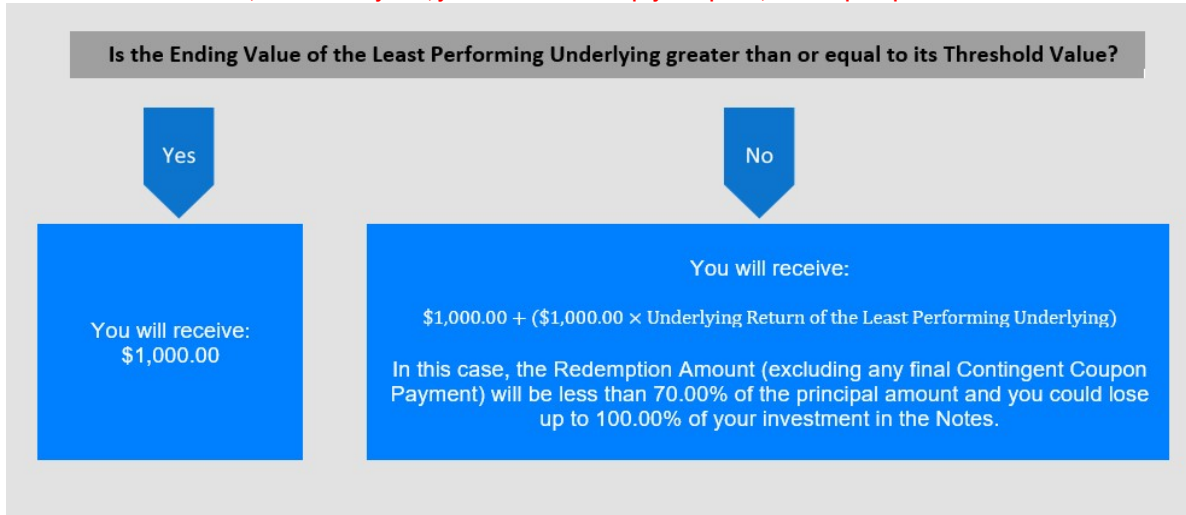 Is the Ending Value of the Least Performing Underlying greater than or equal to its Threshold Value?
Yes
No
You will receive:
$1,000.00
You will receive:
$1,000.00 + ($1,000.00 × Underlying Return of the Least Performing Underlying)
In this case, the Redemption Amount (excluding any final Contingent Coupon
Payment) will be less than 70.00% of the principal amount and you could lose
up to 100.00% of your investment in the Notes.